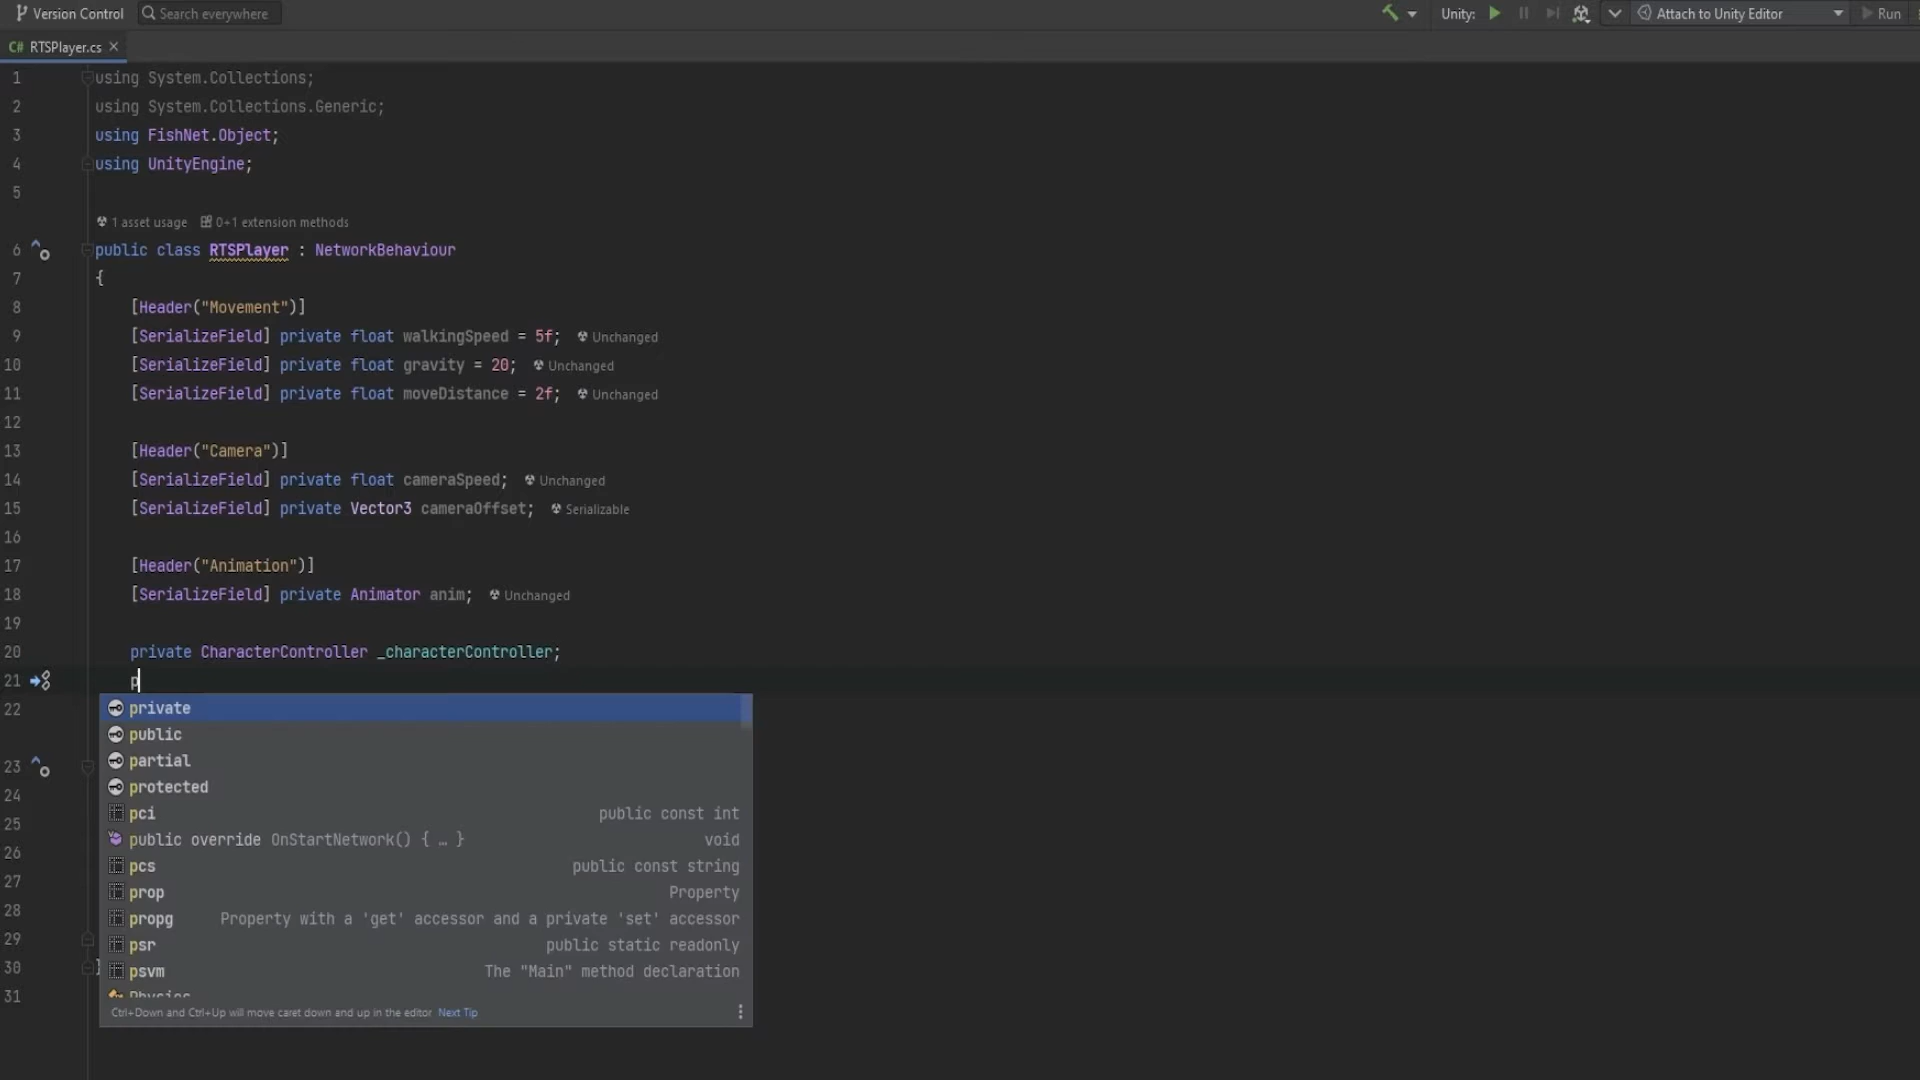 Version Control Search everywhere Unity: Attach to Unity Editor Run
C# RTSPlayer.cs
1 using System.Collections;
2 using System.Collections.Generic;
3 using FishNet.Object;
4 using UnityEngine;
5
1 asset usage 0+1 extension methods
6 public class RTSPlayer : NetworkBehaviour
7 {
8 [Header("Movement")]
9 [SerializeField] private float walkingSpeed = 5f; Unchanged
10 [SerializeField] private float gravity = 20; Unchanged
11 [SerializeField] private float moveDistance = 2f; Unchanged
12
13 [Header("Camera")]
14 [SerializeField] private float cameraSpeed; Unchanged
15 [SerializeField] private Vector3 cameraOffset; Serializable
16
17 [Header("Animation")]
18 [SerializeField] private Animator anim; Unchanged
19
20 private CharacterController _characterController;
21 p
22 private
public
partial
23 protected
24 pci public const int
25 public override OnStartNetwork() { … } void
26 pcs public const string
27 prop Property
28 propg Property with a 'get' accessor and a private 'set' accessor
29 psr public static readonly
30 psvm The "Main" method declaration
31 Physics
Ctrl+Down and Ctrl+Up will move caret down and up in the editor Next Tip